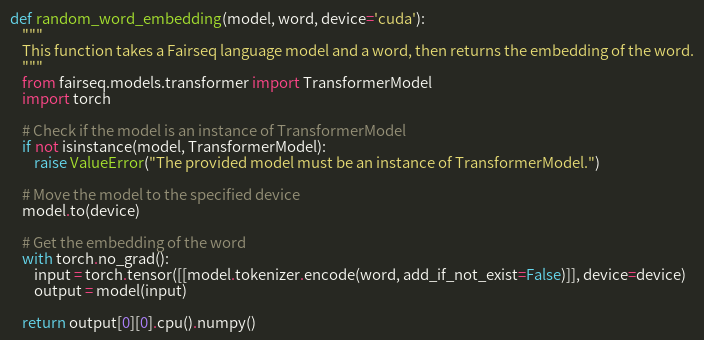 def random_word_embedding(model, word, device='cuda'):
    """
    This function takes a Fairseq language model and a word, then returns the embedding of the word.
    """
    from fairseq.models.transformer import TransformerModel
    import torch

    # Check if the model is an instance of TransformerModel
    if not isinstance(model, TransformerModel):
        raise ValueError("The provided model must be an instance of TransformerModel.")

    # Move the model to the specified device
    model.to(device)

    # Get the embedding of the word
    with torch.no_grad():
        input = torch.tensor([[model.tokenizer.encode(word, add_if_not_exist=False)]], device=device)
        output = model(input)

    return output[0][0].cpu().numpy()